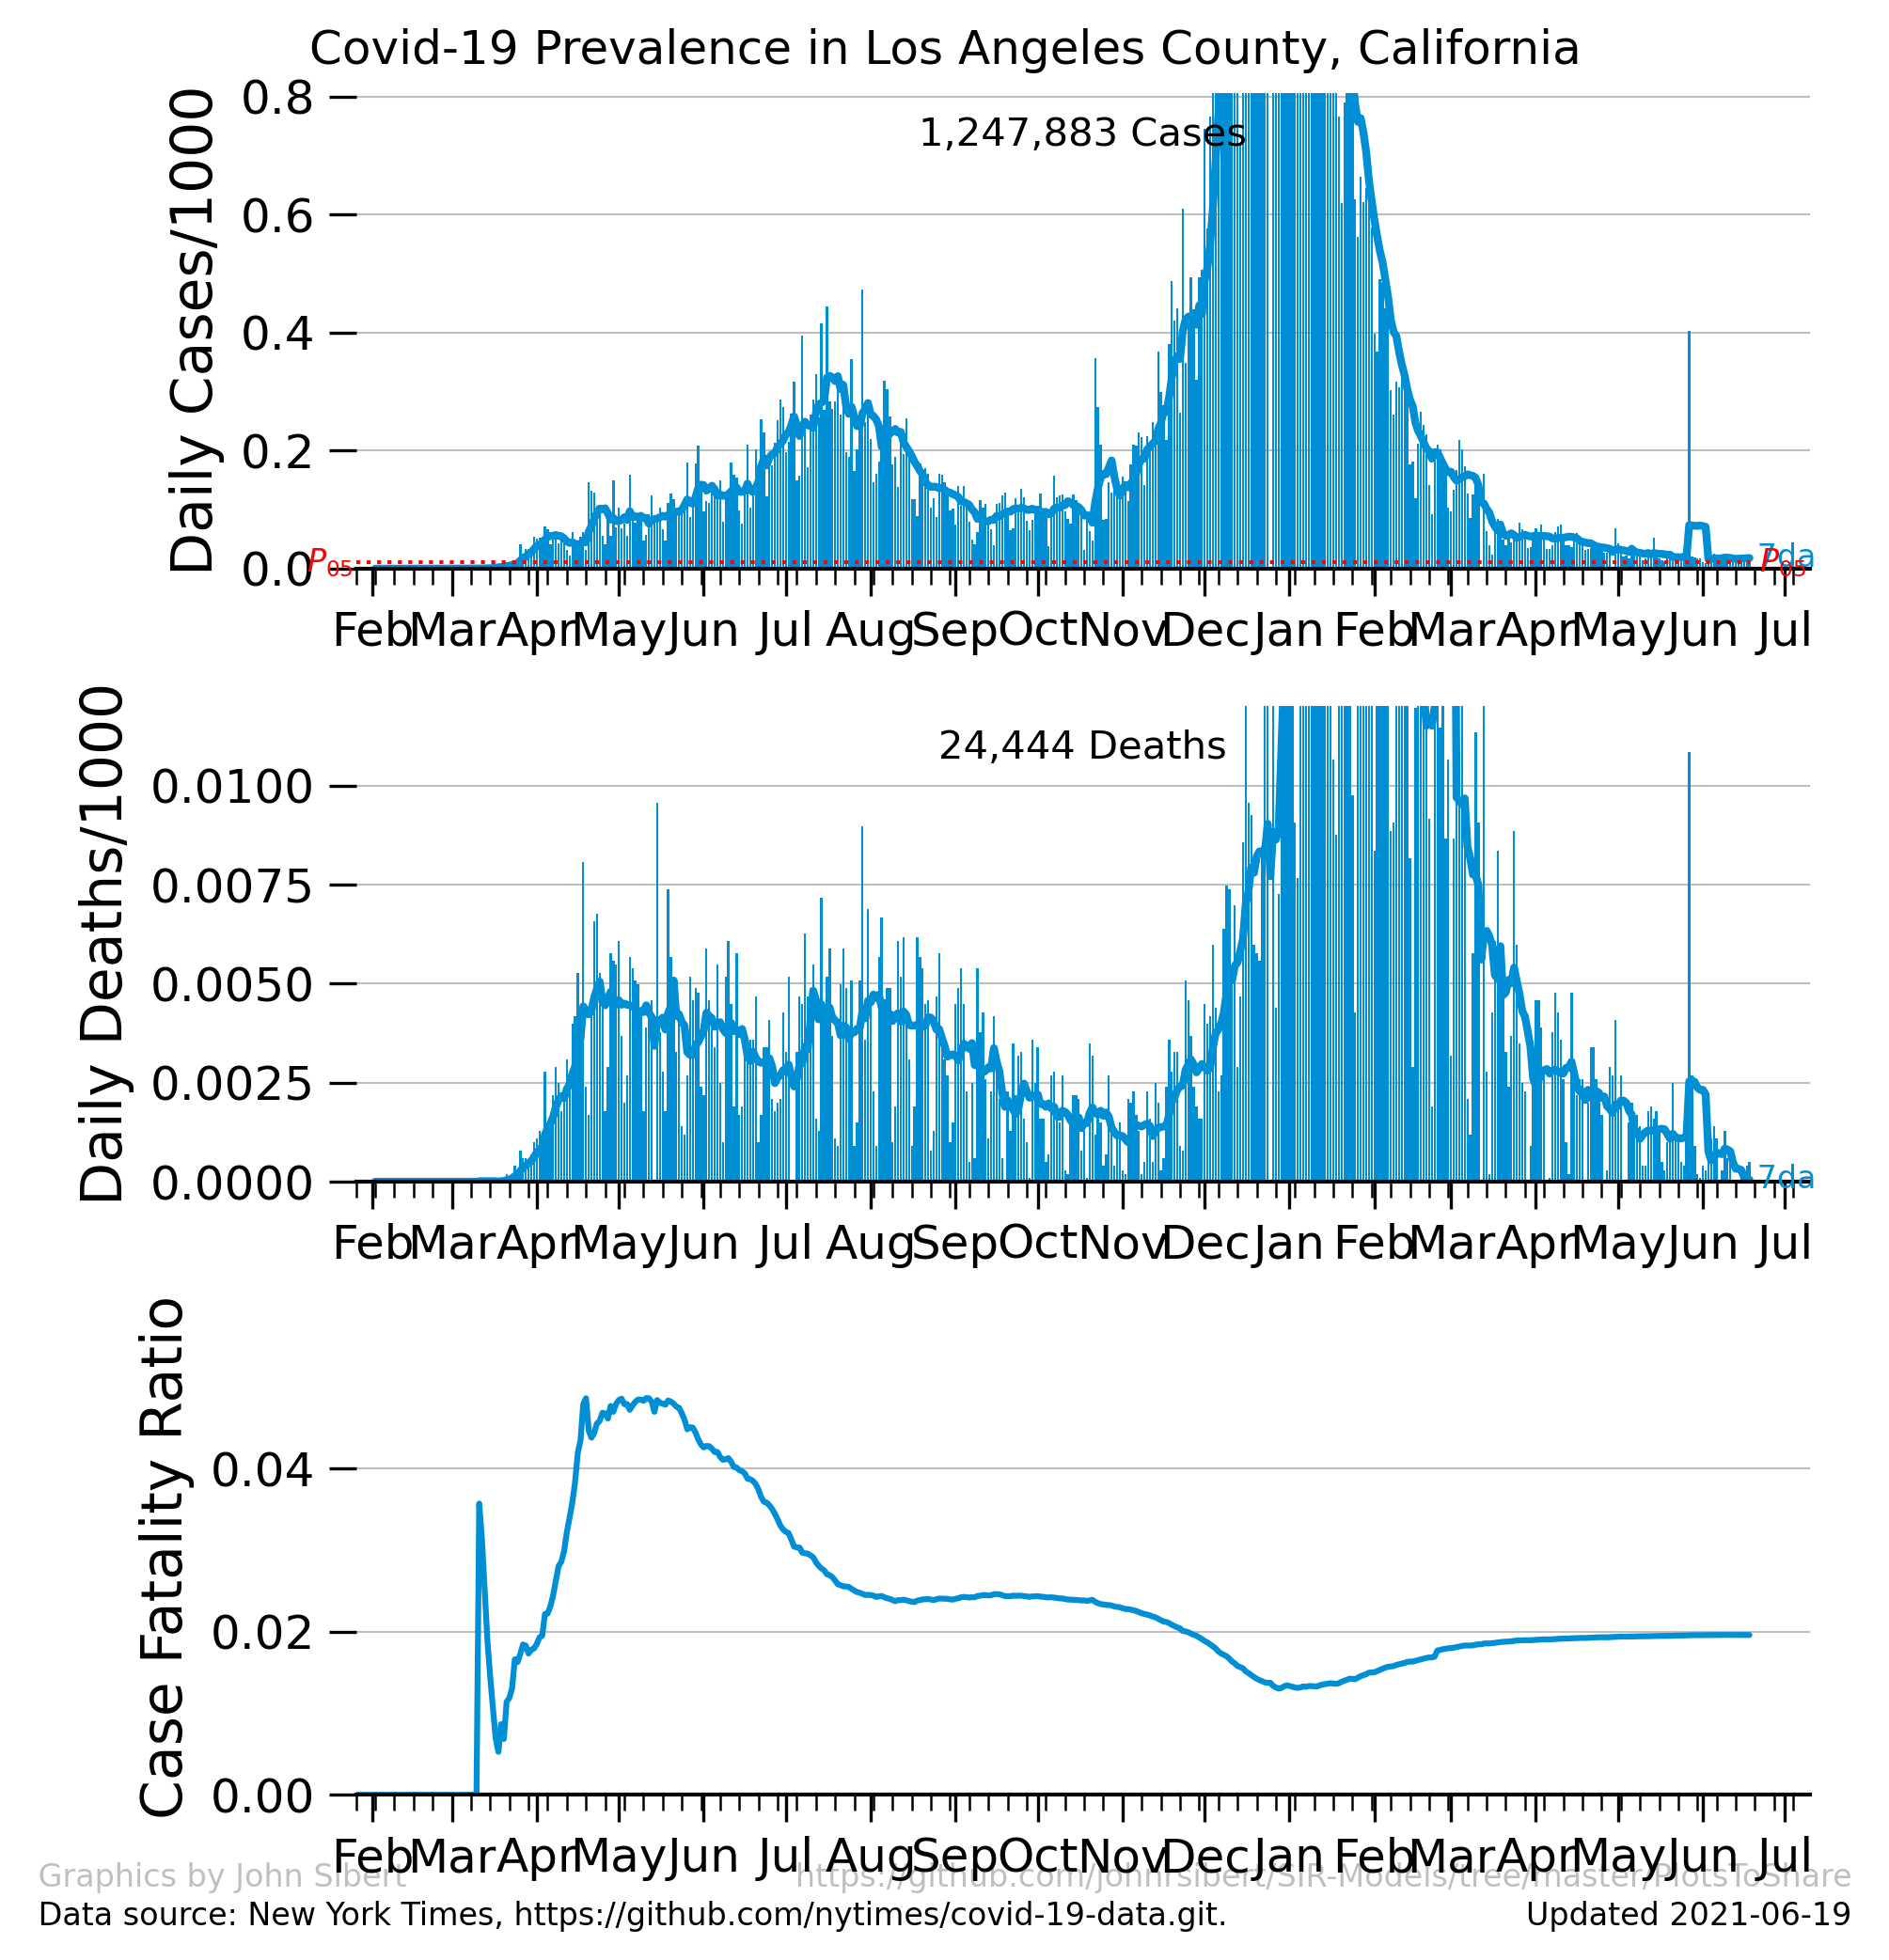 Covid-19 Prevalence in Los Angeles County, California
Daily Cases/1000
0.8
0.6
0.4
0.2
0.0
1,247,883 Cases
P05
7da
P05
Feb Mar Apr May Jun Jul Aug Sep Oct Nov Dec Jan Feb Mar Apr May Jun Jul
Daily Deaths/1000
0.0100
0.0075
0.0050
0.0025
0.0000
24,444 Deaths
7da
Feb Mar Apr May Jun Jul Aug Sep Oct Nov Dec Jan Feb Mar Apr May Jun Jul
Case Fatality Ratio
0.04
0.02
0.00
Feb Mar Apr May Jun Jul Aug Sep Oct Nov Dec Jan Feb Mar Apr May Jun Jul
Graphics by John Sibert
https://github.com/johnrsibert/SIR-Models/tree/master/PlotsToShare
Data source: New York Times, https://github.com/nytimes/covid-19-data.git.
Updated 2021-06-19